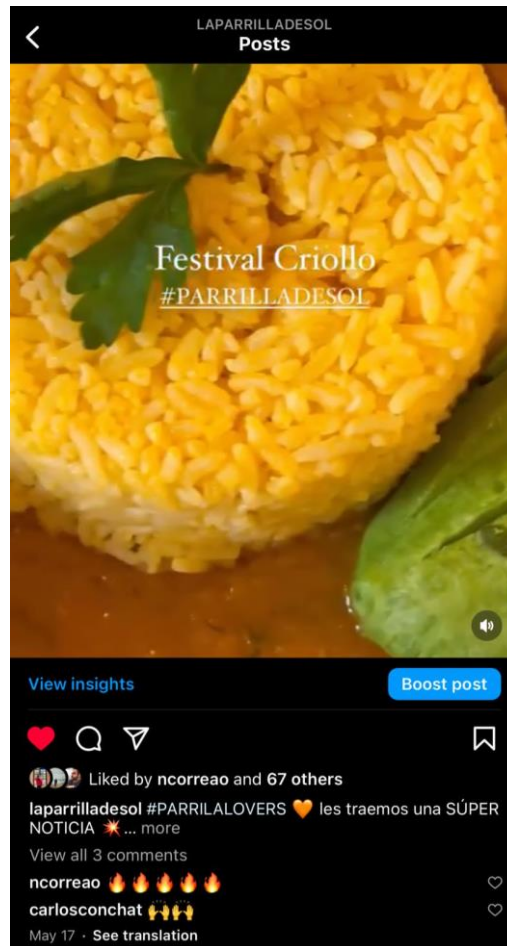 LAPARRILLADESOL
Posts
Festival Criollo
#PARRILLADESOL
View insights
Boost post
Liked by ncorreao and 67 others
laparrilladesol #PARRILALOVERS 🧡 les traemos una SÚPER
NOTICIA 💥... more
View all 3 comments
ncorreao 🔥🔥🔥🔥🔥
carlosconchat 🙌🙌
May 17 · See translation